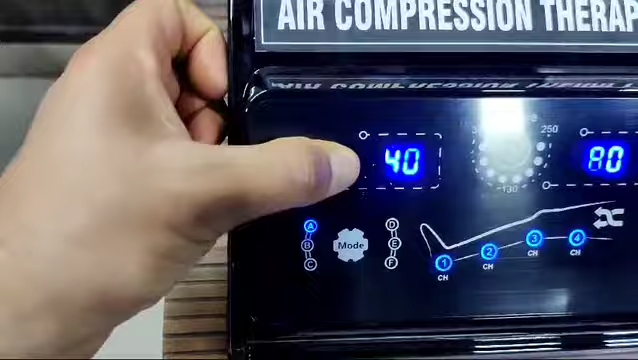 AIR COMPRESSION THERAP
40
250
130
80
A
B
C
Mode
D
E
F
1
CH
2
CH
3
CH
4
CH